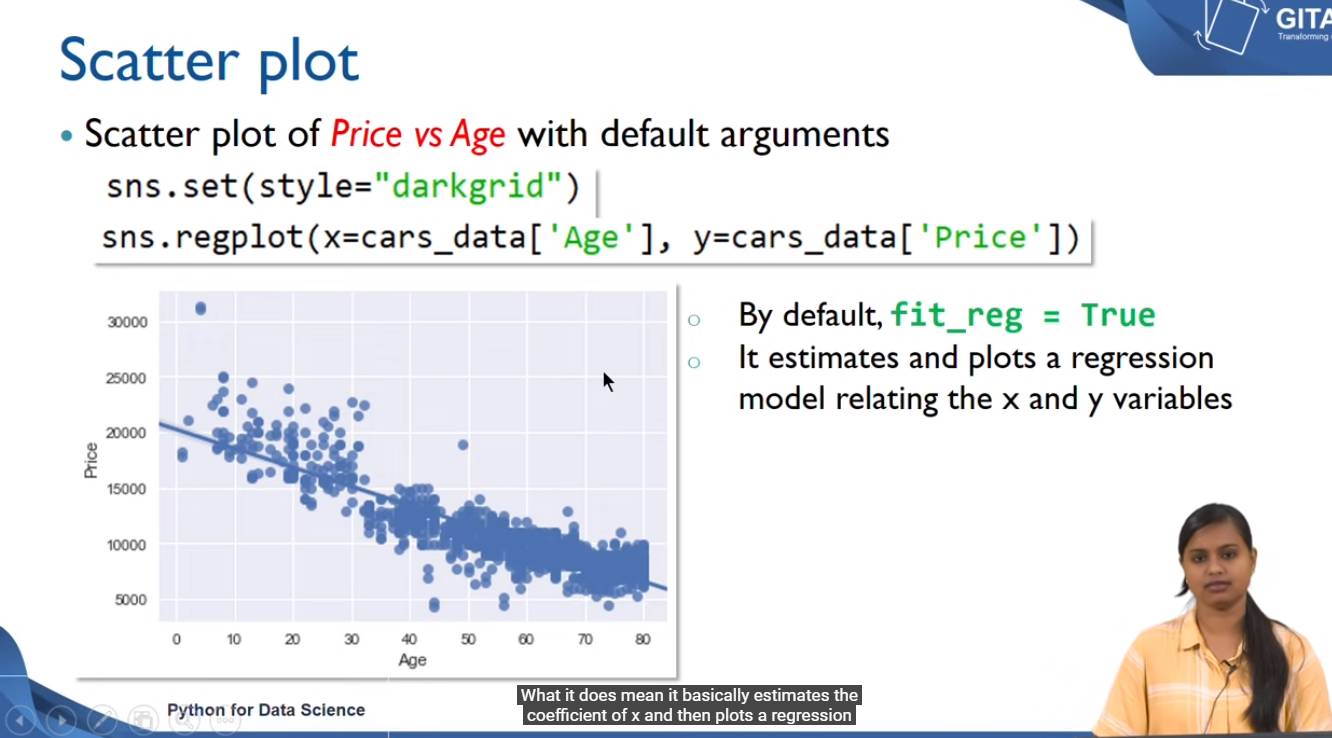 GITA
Transforming
Scatter plot
• Scatter plot of Price vs Age with default arguments
sns.set(style="darkgrid")
sns.regplot(x=cars_data['Age'], y=cars_data['Price'])
30000
25000
20000
15000
10000
5000
Price
0 10 20 30 40 50 60 70 80
Age
By default, fit_reg = True
It estimates and plots a regression
model relating the x and y variables
Python for Data Science
What it does mean it basically estimates the
coefficient of x and then plots a regression